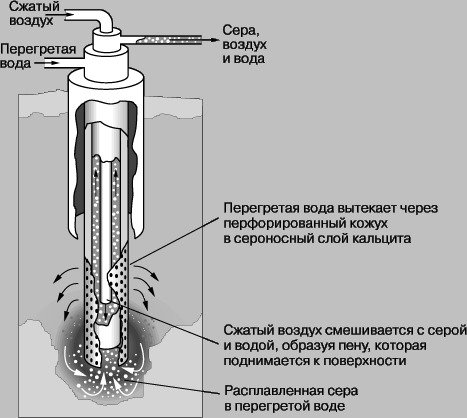 Сжатый
воздух
Сера,
воздух
и вода
Перегретая
вода
Перегретая вода вытекает через
перфорированный кожух
в сероносный слой кальцита
Сжатый воздух смешивается с серой
и водой, образуя пену, которая
поднимается к поверхности
Расплавленная сера
в перегретой воде